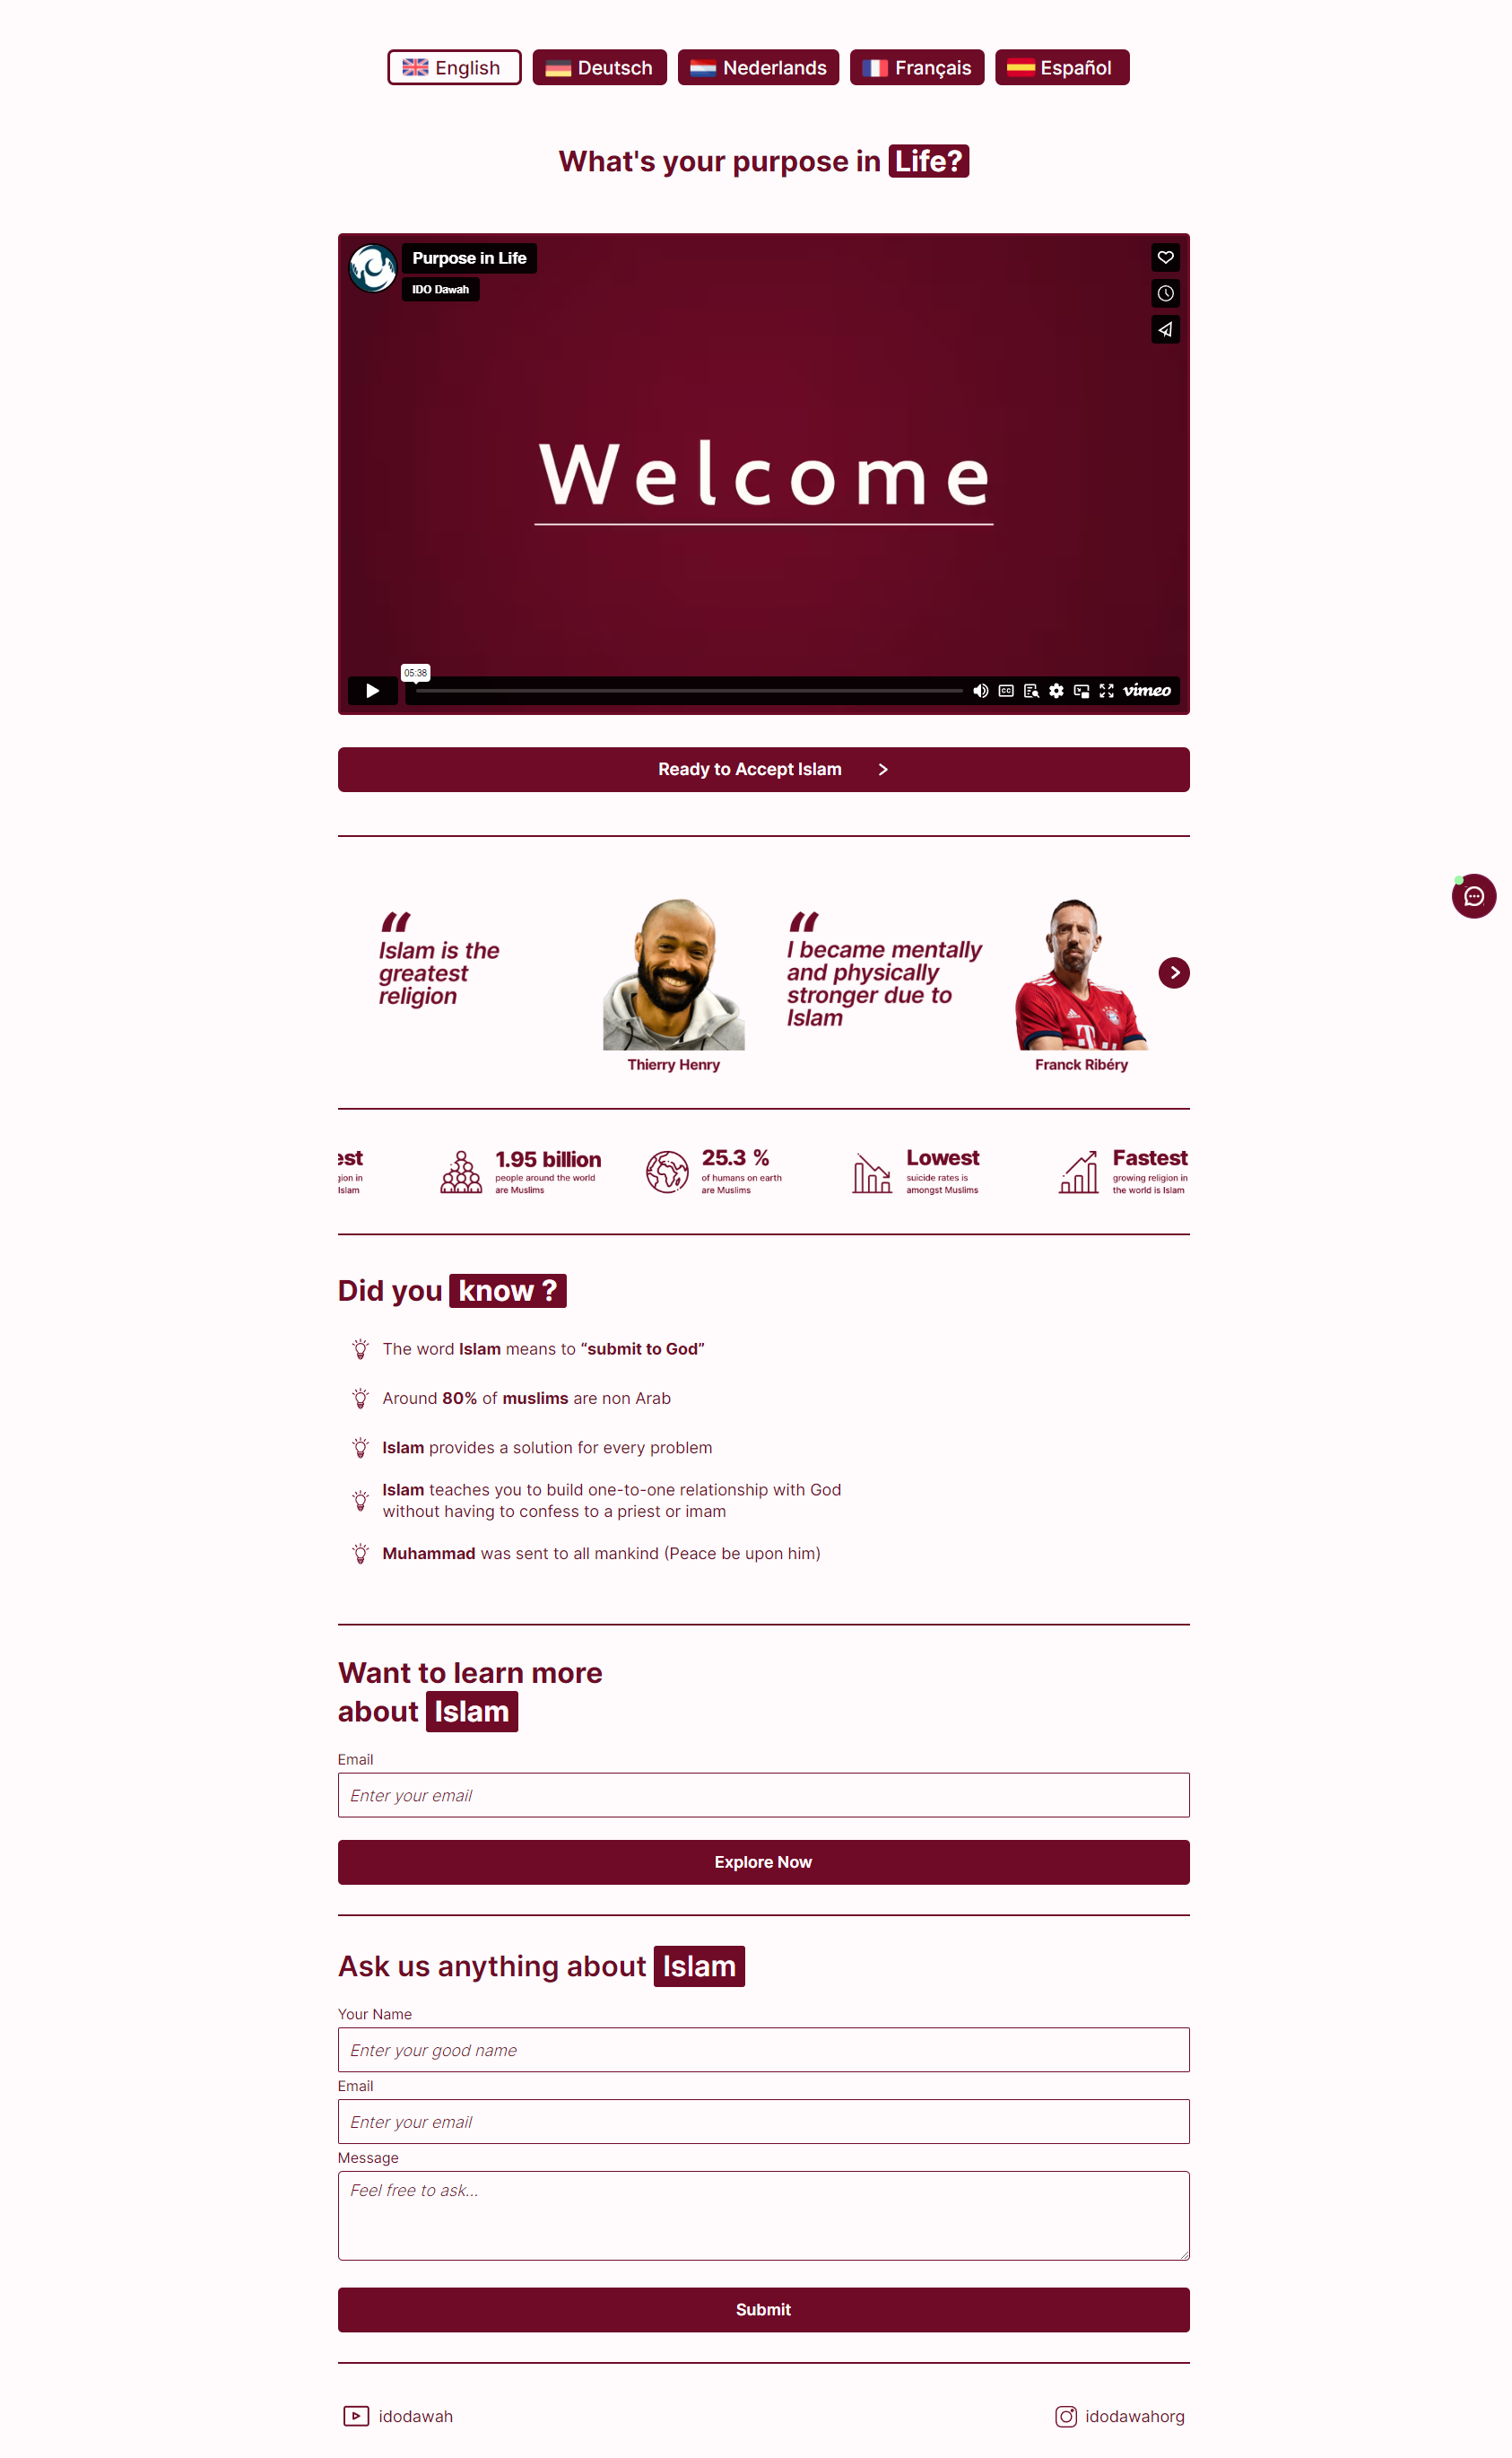 English
Deutsch
Nederlands
Français
Español
What's your purpose in Life?
Purpose in Life
IDO Dawah
Welcome
05:38
CC
vimeo
Ready to Accept Islam
“
Islam is the
greatest
religion
Thierry Henry
“
I became mentally
and physically
stronger due to
Islam
T
Franck Ribéry
est
gion in
Islam
1.95 billion
people around the world
are Muslims
25.3 %
of humans on earth
are Muslims
Lowest
suicide rates is
amongst Muslims
Fastest
growing religion in
the world is Islam
Did you know ?
The word Islam means to “submit to God”
Around 80% of muslims are non Arab
Islam provides a solution for every problem
Islam teaches you to build one-to-one relationship with God
without having to confess to a priest or imam
Muhammad was sent to all mankind (Peace be upon him)
Want to learn more
about Islam
Email
Enter your email
Explore Now
Ask us anything about Islam
Your Name
Enter your good name
Email
Enter your email
Message
Feel free to ask...
Submit
idodawah
idodawahorg